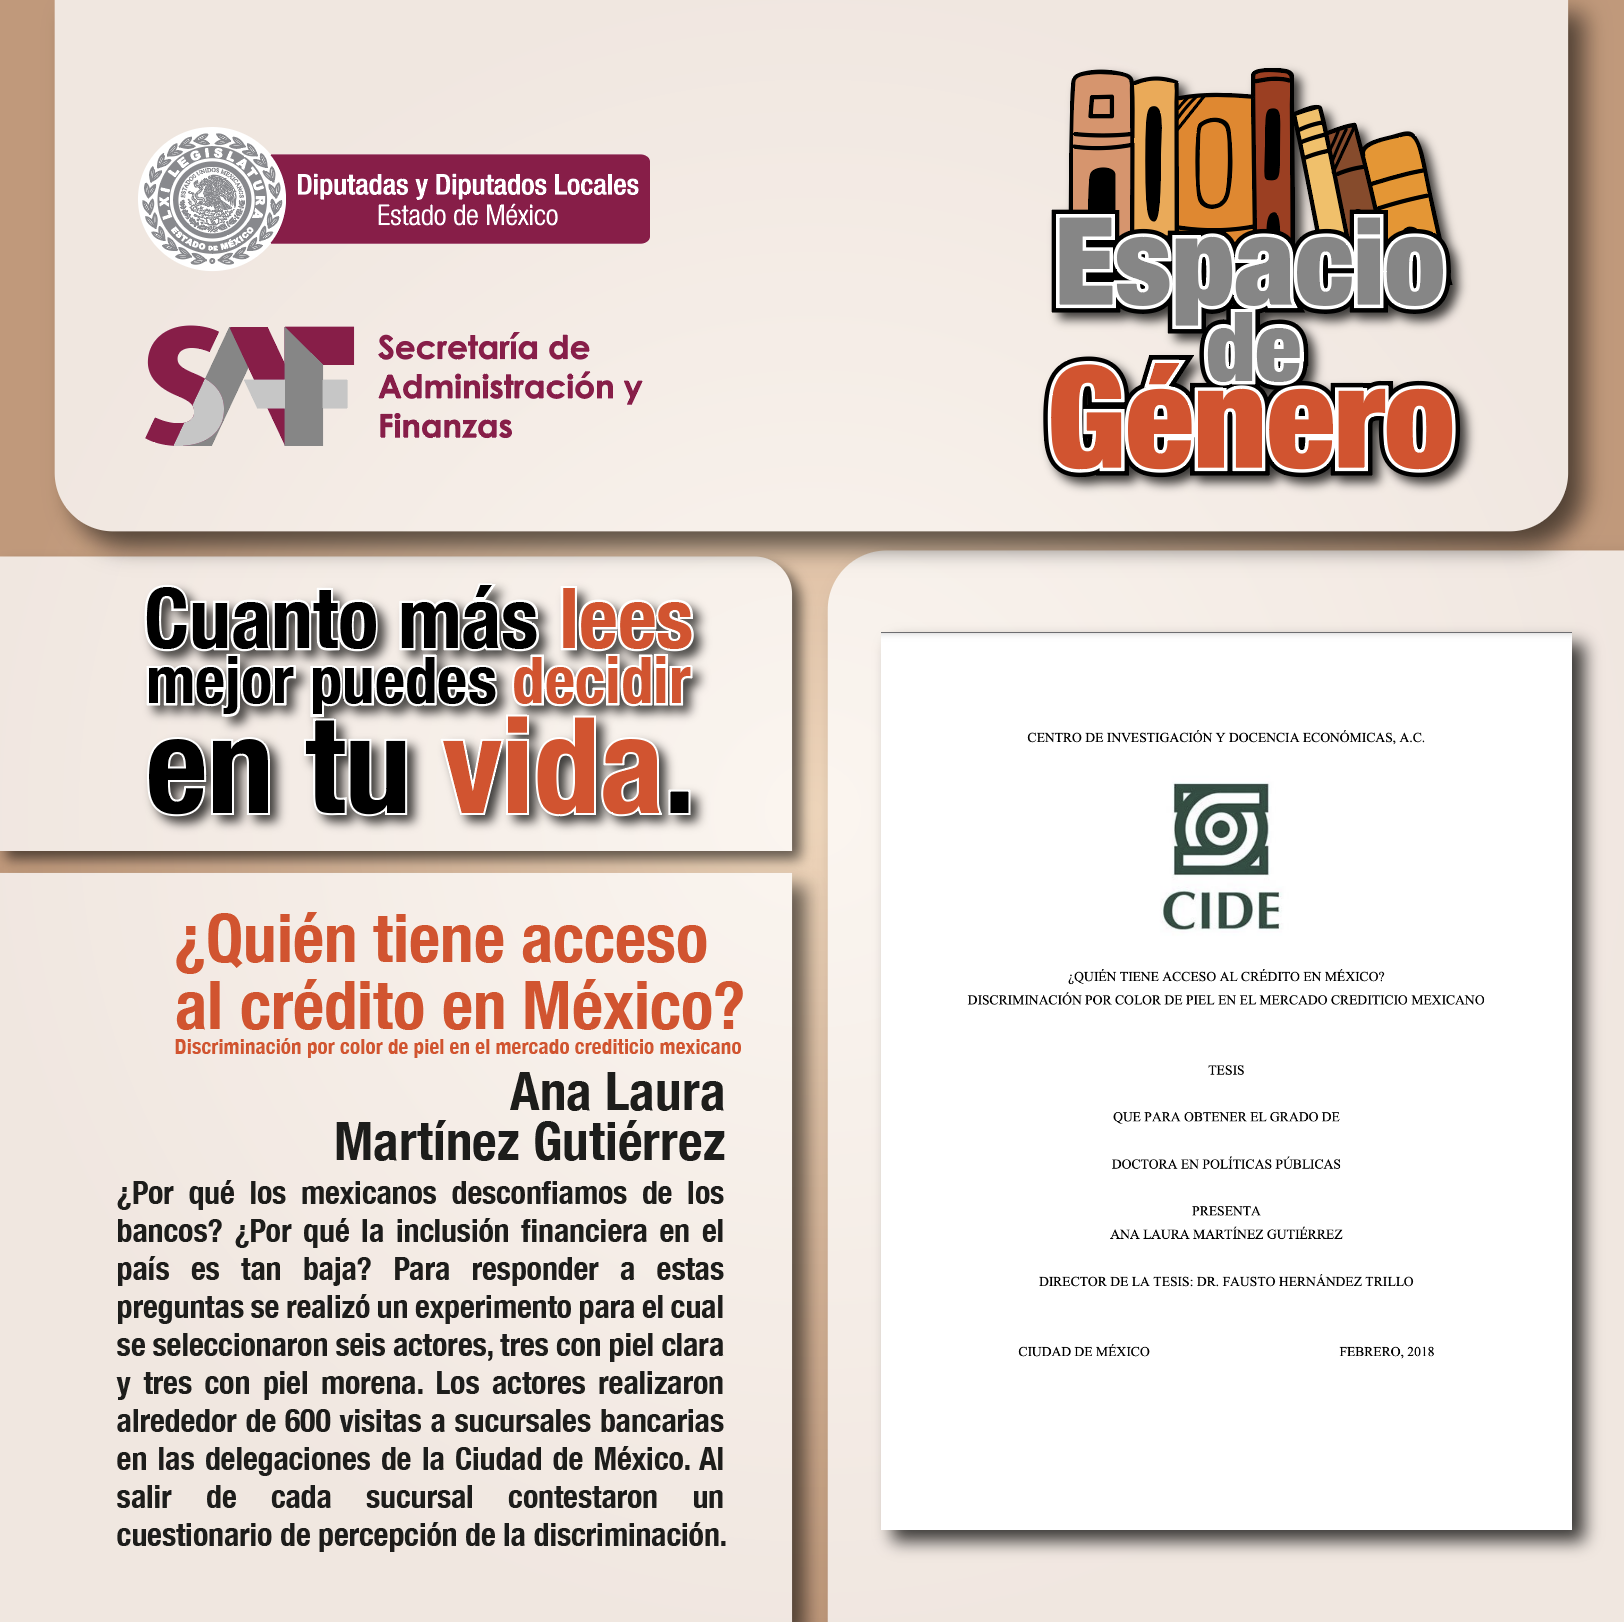 LXI LEGISLATURA
ESTADO DE MÉXICO
Diputadas y Diputados Locales
Estado de México
SAF
Secretaría de
Administración y
Finanzas
Espacio
de
Género
Cuanto más lees
mejor puedes decidir
en tu vida.
¿Quién tiene acceso
al crédito en México?
Discriminación por color de piel en el mercado crediticio mexicano
Ana Laura
Martínez Gutiérrez
¿Por qué los mexicanos desconfiamos de los
bancos? ¿Por qué la inclusión financiera en el
país es tan baja? Para responder a estas
preguntas se realizó un experimento para el cual
se seleccionaron seis actores, tres con piel clara
y tres con piel morena. Los actores realizaron
alrededor de 600 visitas a sucursales bancarias
en las delegaciones de la Ciudad de México. Al
salir de cada sucursal contestaron un
cuestionario de percepción de la discriminación.
CENTRO DE INVESTIGACIÓN Y DOCENCIA ECONÓMICAS, A.C.
CIDE
¿QUIÉN TIENE ACCESO AL CRÉDITO EN MÉXICO?
DISCRIMINACIÓN POR COLOR DE PIEL EN EL MERCADO CREDITICIO MEXICANO
TESIS
QUE PARA OBTENER EL GRADO DE
DOCTORA EN POLÍTICAS PÚBLICAS
PRESENTA
ANA LAURA MARTÍNEZ GUTIÉRREZ
DIRECTOR DE LA TESIS: DR. FAUSTO HERNÁNDEZ TRILLO
CIUDAD DE MÉXICO FEBRERO, 2018